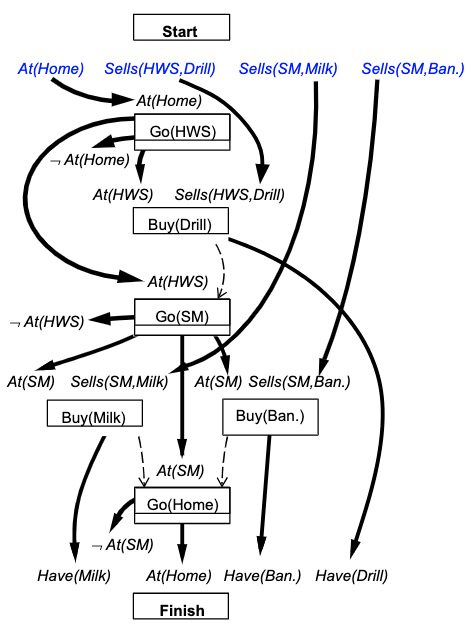 Start
At(Home) Sells(HWS,Drill) Sells(SM,Milk) Sells(SM,Ban.)
At(Home)
Go(HWS)
¬ At(Home)
At(HWS) Sells(HWS,Drill)
Buy(Drill)
At(HWS)
Go(SM)
¬ At(HWS)
At(SM) Sells(SM,Milk) At(SM) Sells(SM,Ban.)
Buy(Milk) Buy(Ban.)
At(SM)
Go(Home)
¬ At(SM)
Have(Milk) At(Home) Have(Ban.) Have(Drill)
Finish